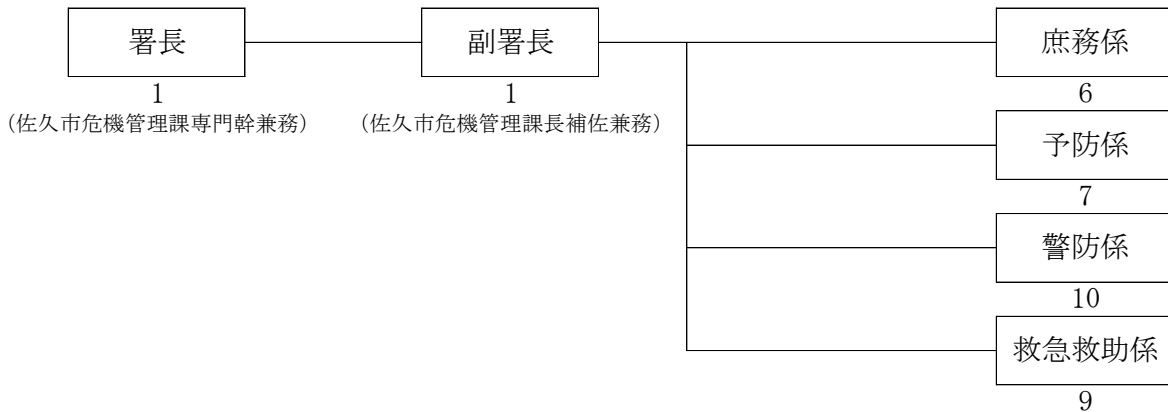 署長
副署長
庶務係
1
1
6
(佐久市危機管理課専門幹兼務)
(佐久市危機管理課長補佐兼務)
予防係
7
警防係
10
救急救助係
9